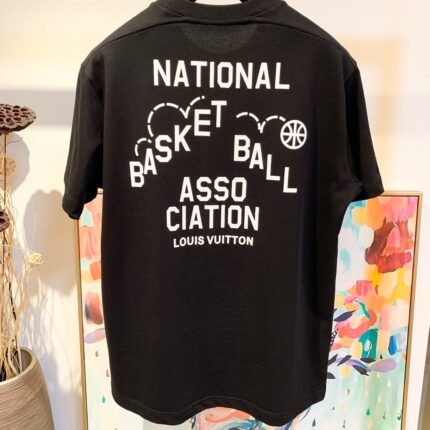 NATIONAL
BASKET BALL
ASSO
CIATION
LOUIS VUITTON